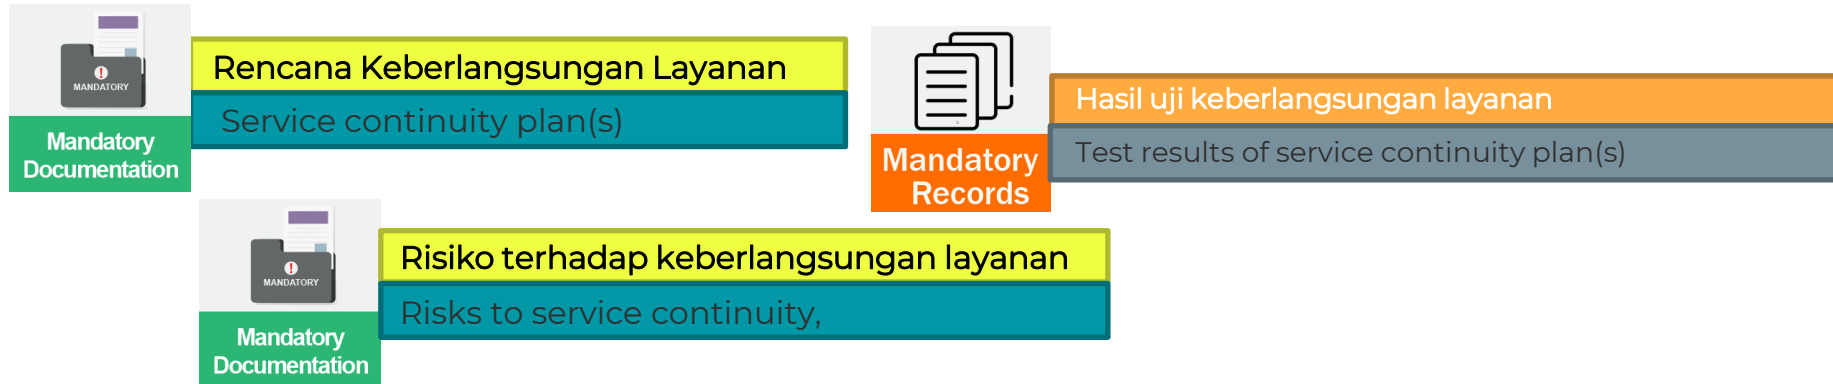 MANDATORY
Mandatory
Documentation
Rencana Keberlangsungan Layanan
Service continuity plan(s)
Mandatory
Records
Hasil uji keberlangsungan layanan
Test results of service continuity plan(s)
MANDATORY
Mandatory
Documentation
Risiko terhadap keberlangsungan layanan
Risks to service continuity,